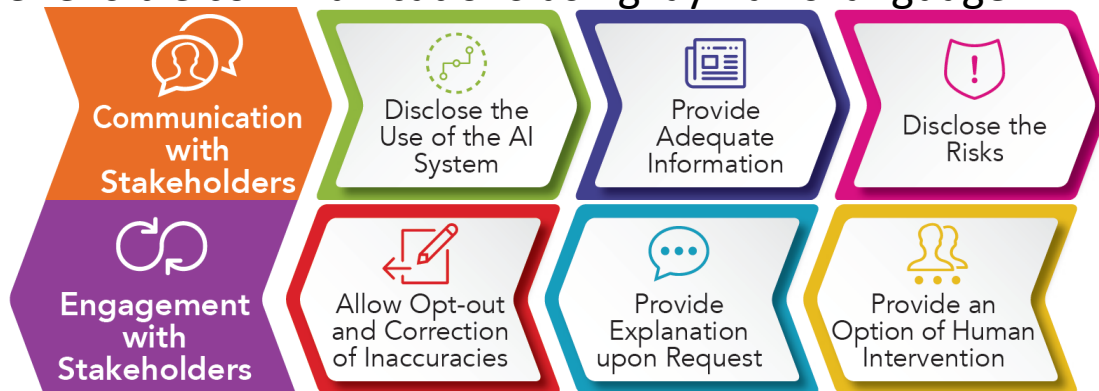 Communication
with
Stakeholders
Disclose the
Use of the AI
System
Provide
Adequate
Information
Disclose the
Risks
Engagement
with
Stakeholders
Allow Opt-out
and Correction
of Inaccuracies
Provide
Explanation
upon Request
Provide an
Option of Human
Intervention